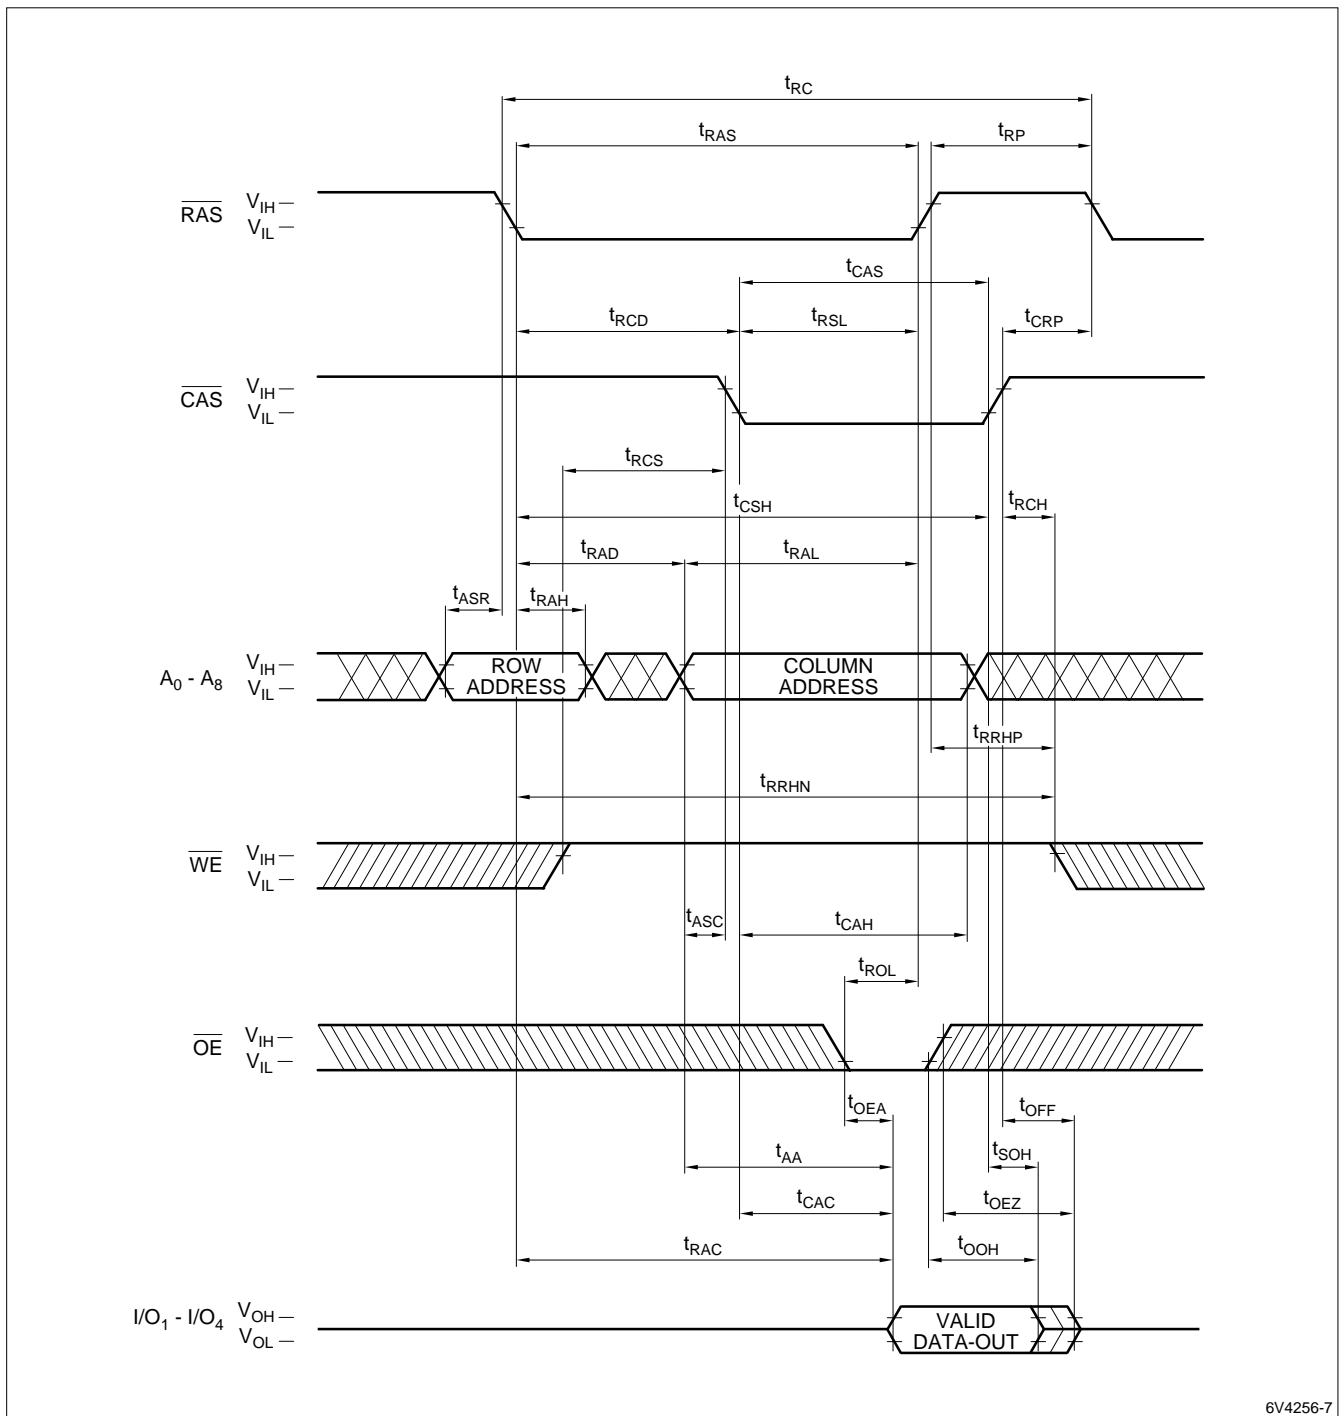 tRC
tRAS tRP
RAS VIH
VIL
tCAS
tRCD tRSL tCRP
CAS VIH
VIL
tRCS
tCSH tRCH
tRAD tRAL
tASR tRAH
A0 - A8 VIH
VIL
ROW
ADDRESS
COLUMN
ADDRESS
tRRHP
tRRHN
WE VIH
VIL
tASC tCAH
tROL
OE VIH
VIL
tOEA tOFF
tAA tSOH
tCAC tOEZ
tRAC tOOH
I/O1 - I/O4 VOH
VOL
VALID
DATA-OUT
6V4256-7